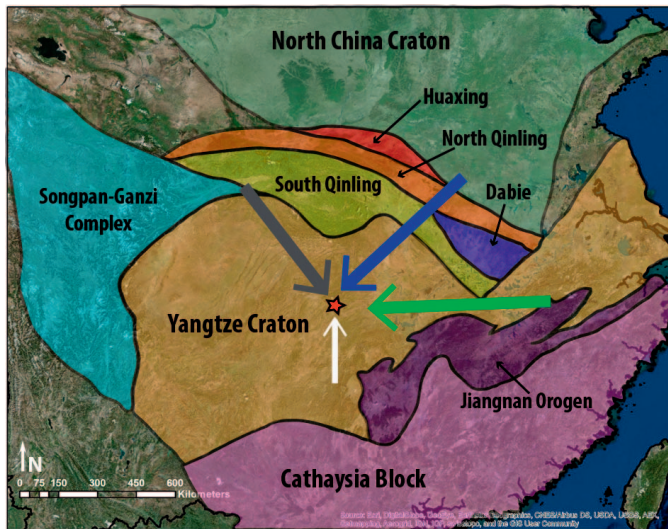 North China Craton
Huaxing
North Qinling
South Qinling
Dabie
Songpan-Ganzi
Complex
Yangtze Craton
Jiangnan Orogen
Cathaysia Block
N
0 75 150 300 450 600
Kilometers
and the GIS User Community